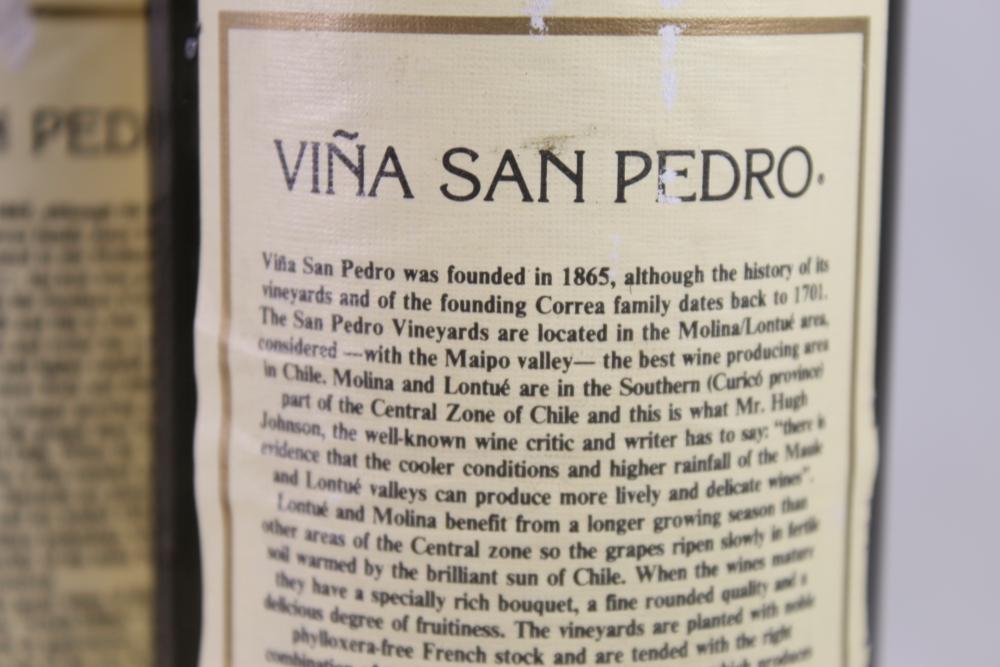 VIÑA SAN PEDRO.
Viña San Pedro was founded in 1865, although the history of its
vineyards and of the founding Correa family dates back to 1701.
The San Pedro Vineyards are located in the Molina/Lontué area,
considered —with the Maipo valley— the best wine producing area
in Chile. Molina and Lontué are in the Southern (Curicó province)
part of the Central Zone of Chile and this is what Mr. Hugh
Johnson, the well-known wine critic and writer has to say: "there is
evidence that the cooler conditions and higher rainfall of the Maule
and Lontué valleys can produce more lively and delicate wines".
Lontué and Molina benefit from a longer growing season than
other areas of the Central zone so the grapes ripen slowly in fertile
soil warmed by the brilliant sun of Chile. When the wines mature
they have a specially rich bouquet, a fine rounded quality and a
delicious degree of fruitiness. The vineyards are planted with noble
phylloxera-free French stock and are tended with the right
combination which produces
PED